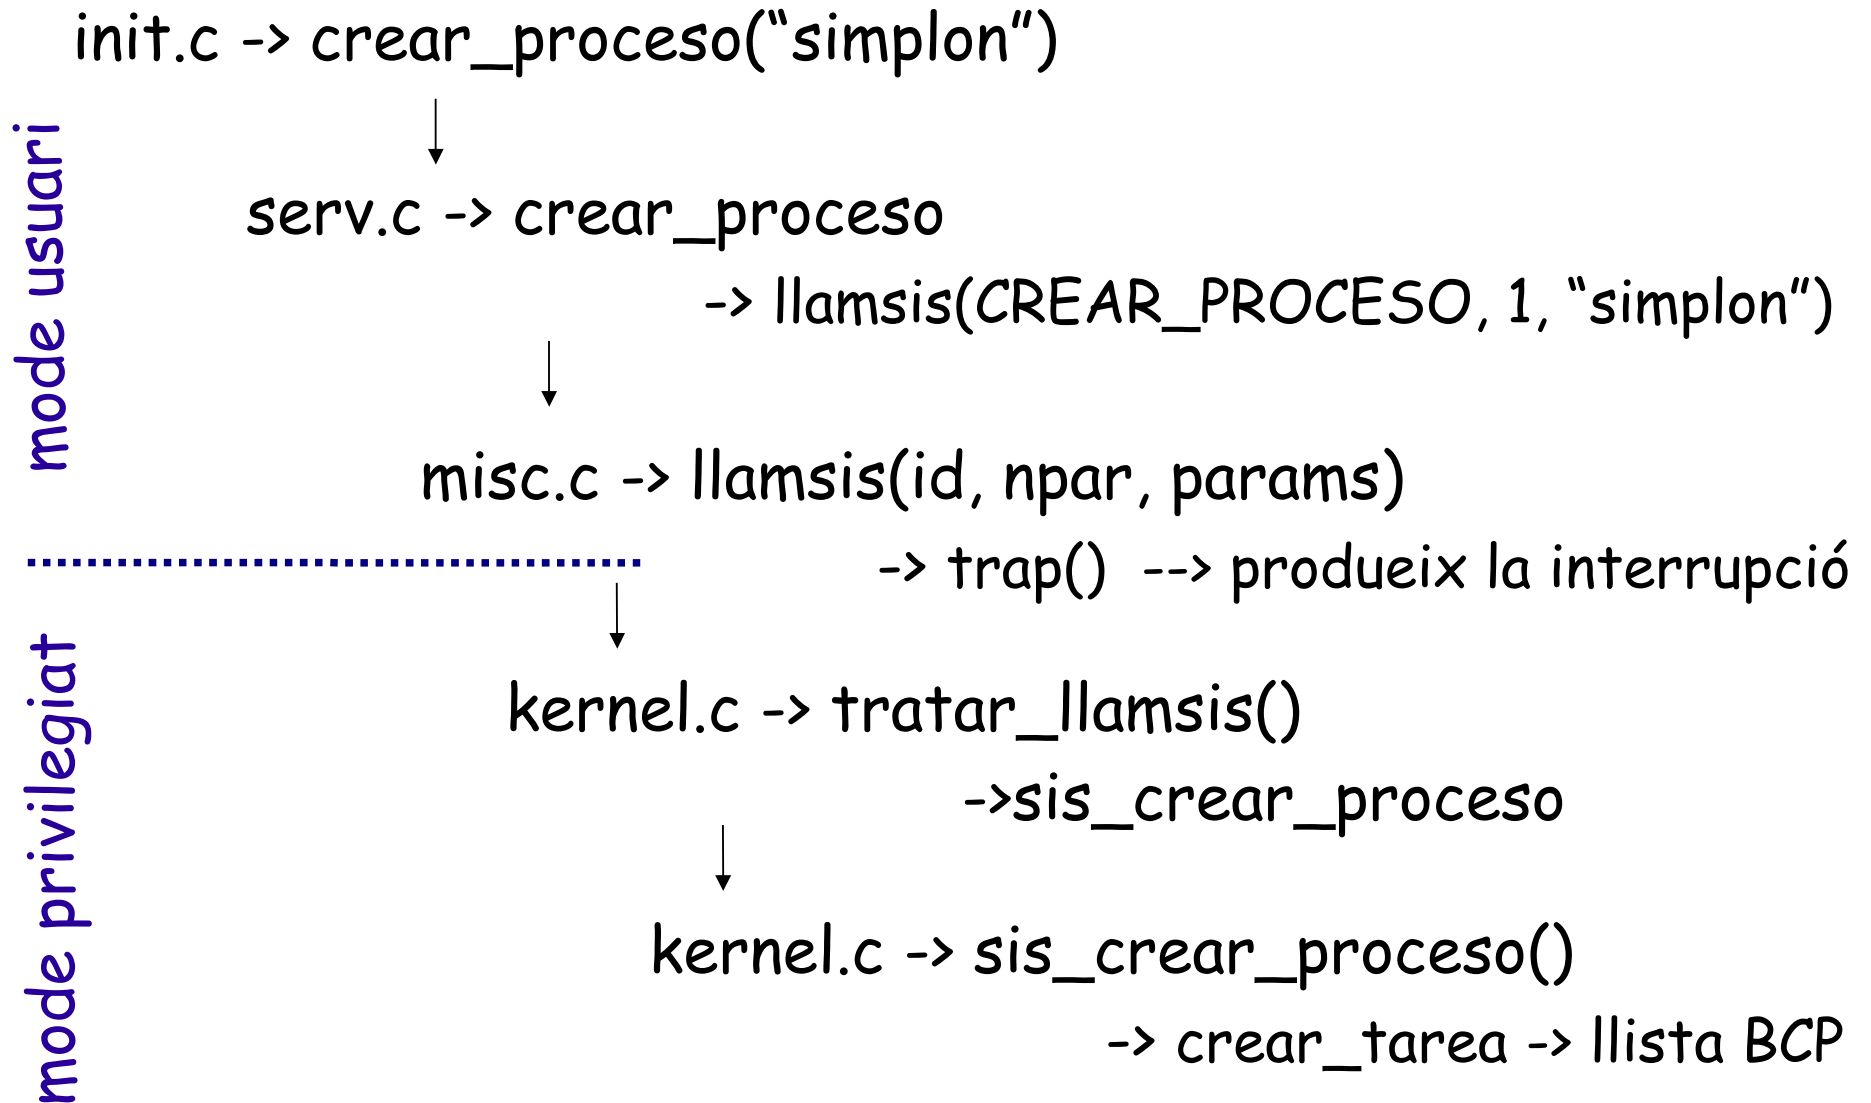 init.c -> crear_proceso(“simplon”)
mode usuari
serv.c -> crear_proceso
-> llamsis(CREAR_PROCESO, 1, “simplon”)
misc.c -> llamsis(id, npar, params)
-> trap() --> produeix la interrupció
mode privilegiat
kernel.c -> tratar_llamsis()
->sis_crear_proceso
kernel.c -> sis_crear_proceso()
-> crear_tarea -> llista BCP